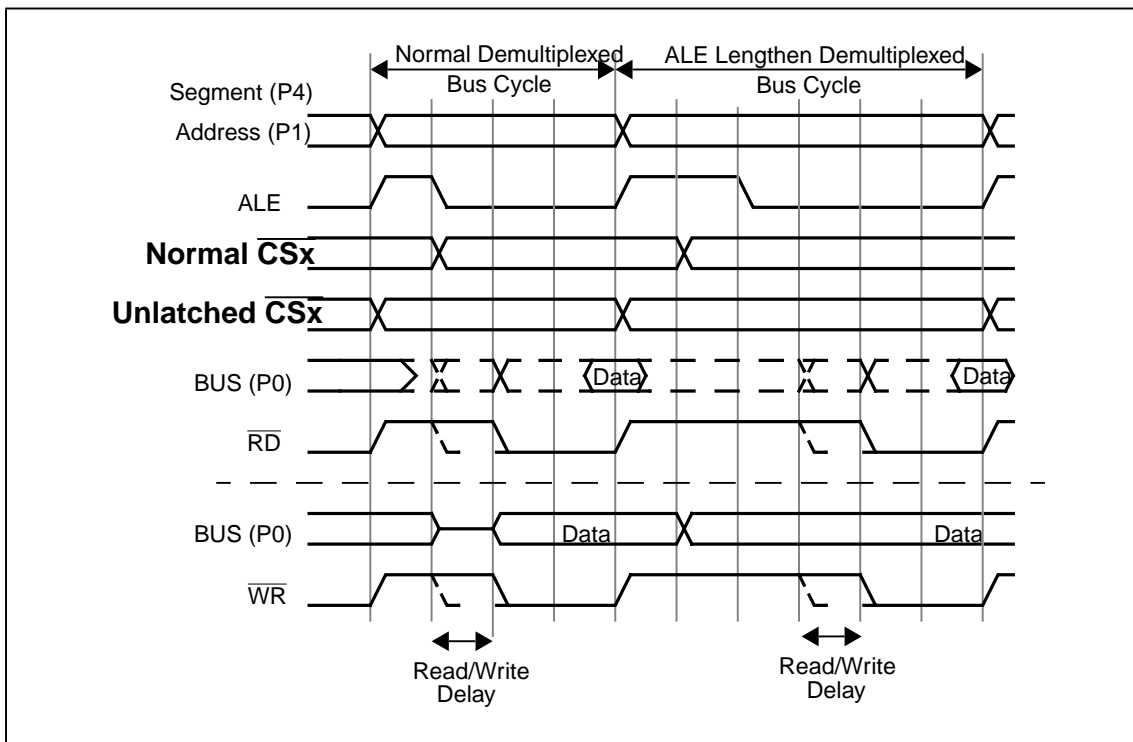 Normal Demultiplexed
Bus Cycle
ALE Lengthen Demultiplexed
Bus Cycle
Segment (P4)
Address (P1)
ALE
Normal CSx
Unlatched CSx
BUS (P0)
Data
Data
RD
BUS (P0)
Data
Data
WR
Read/Write
Delay
Read/Write
Delay